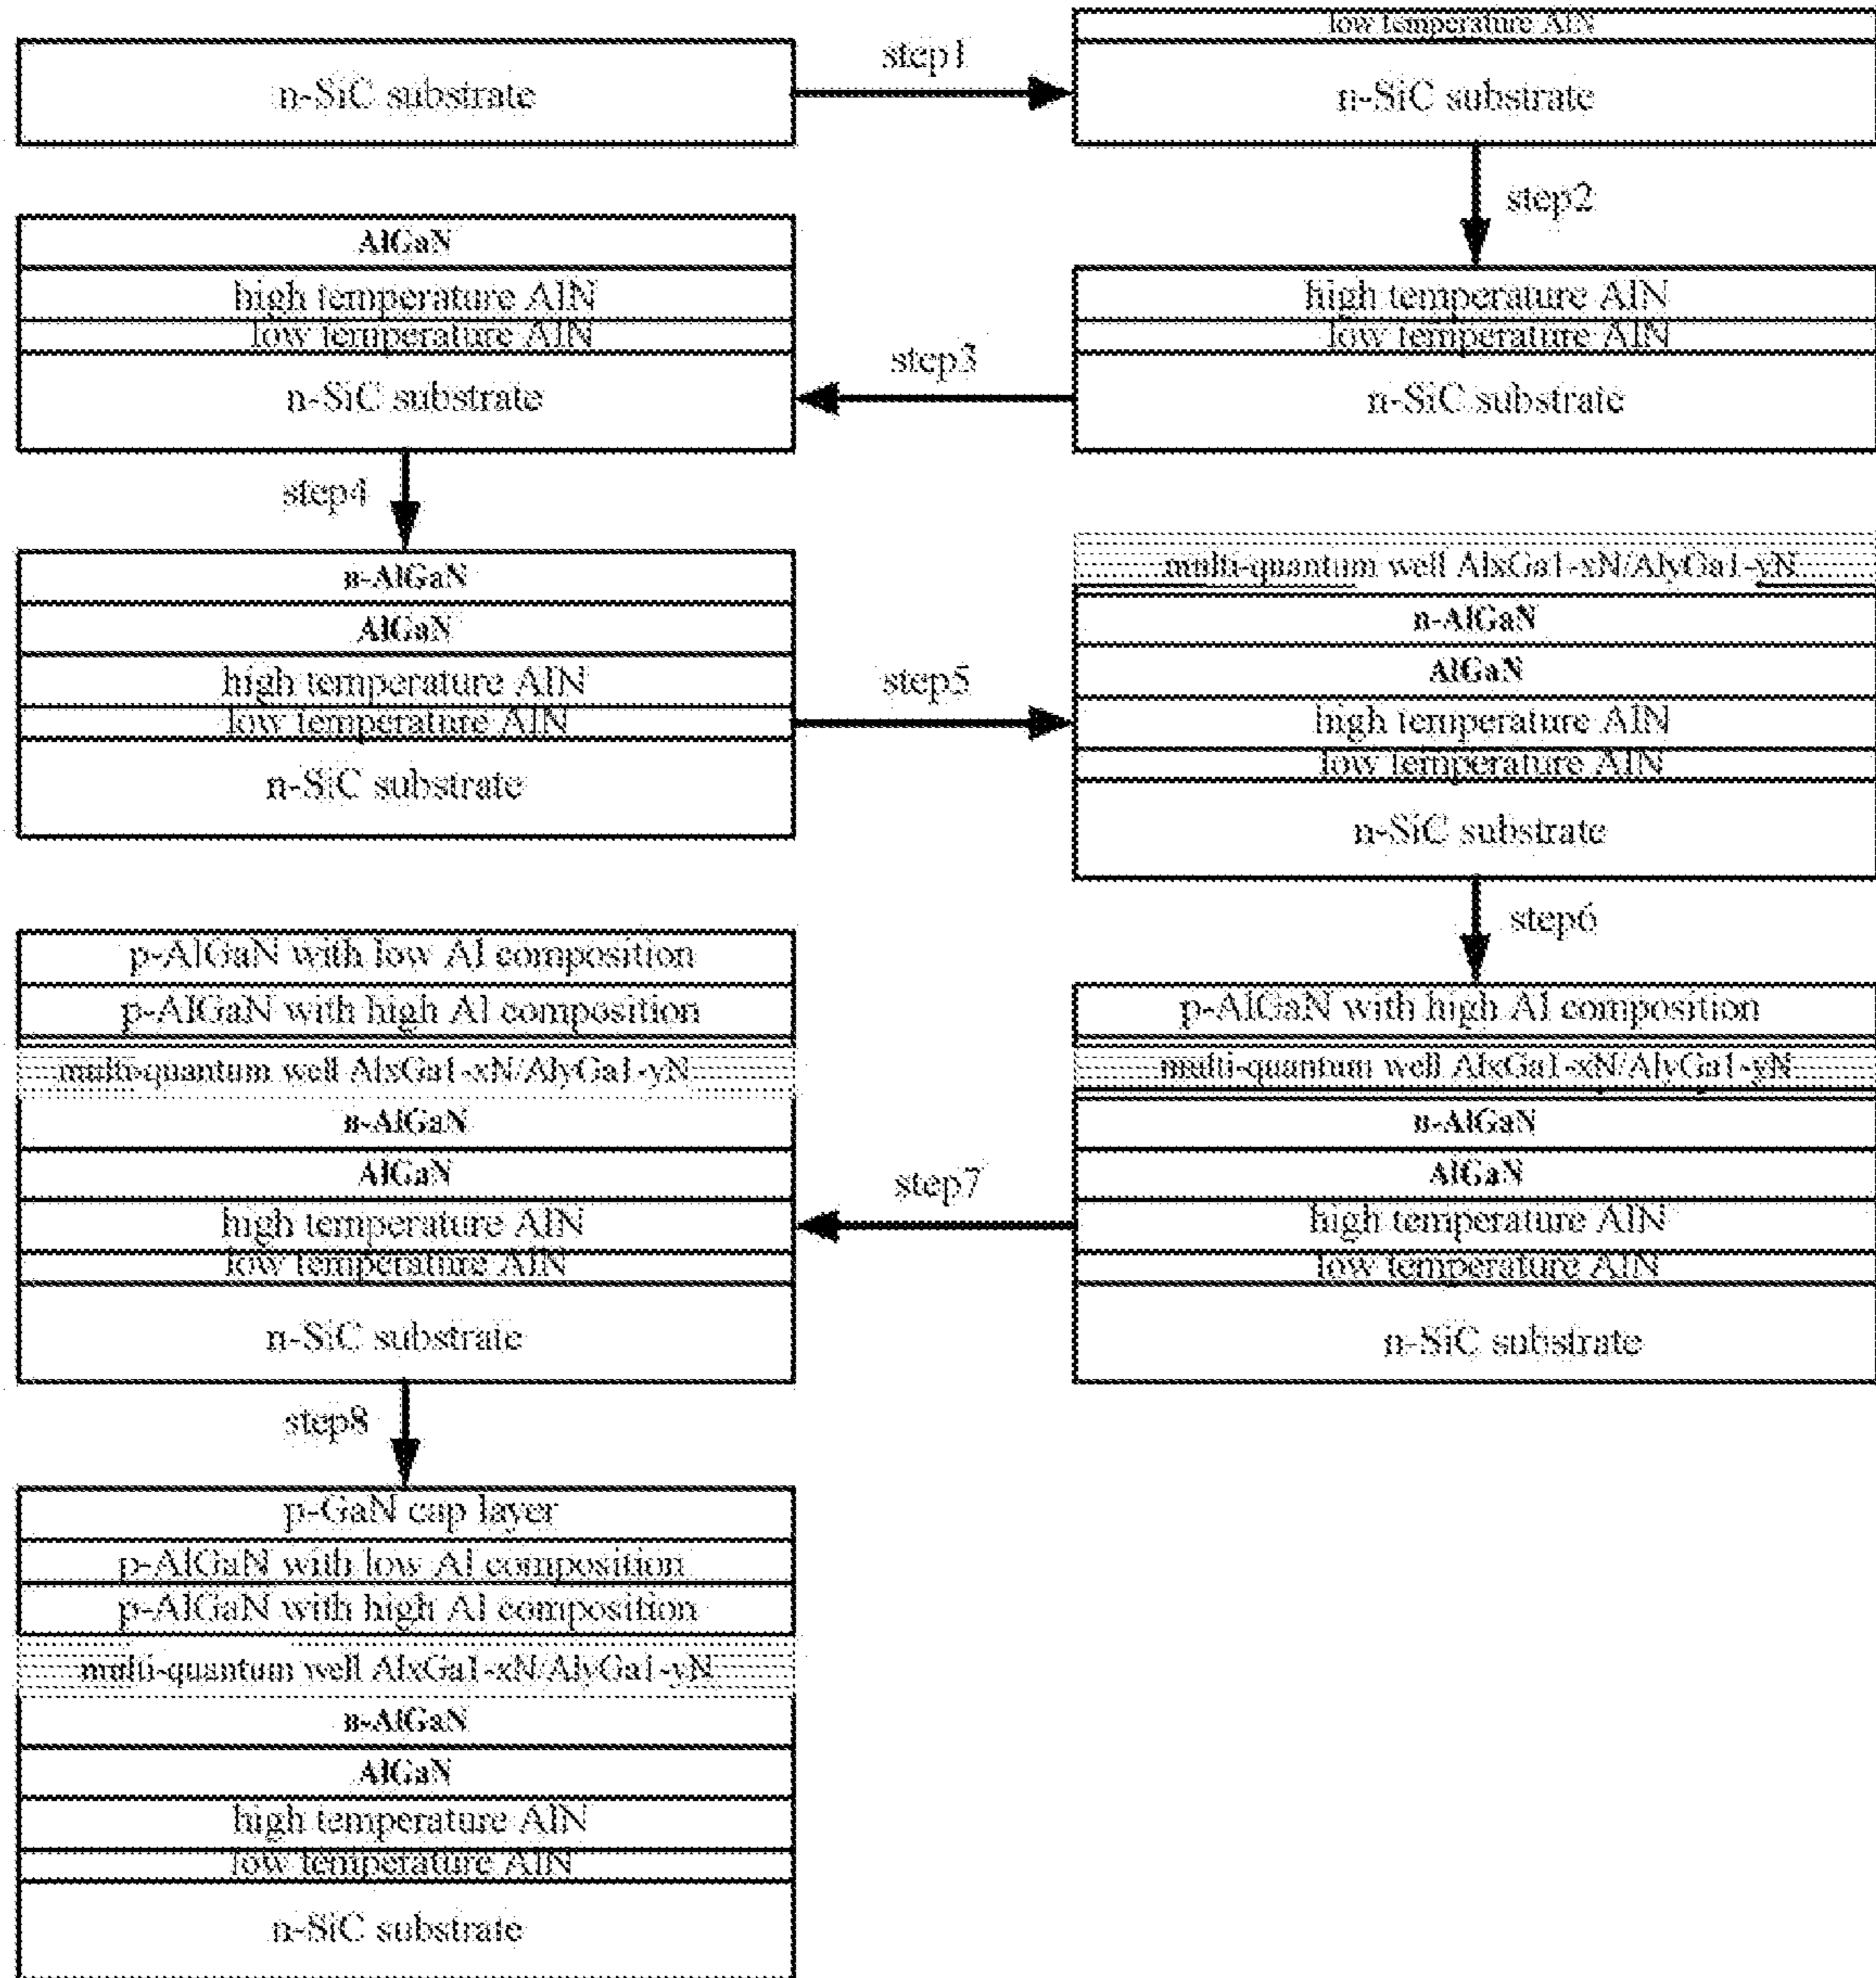 n-SiC substrate
step1
low temperature AlN
n-SiC substrate
step2
high temperature AlN
low temperature AlN
n-SiC substrate
step3
AlGaN
high temperature AlN
low temperature AlN
n-SiC substrate
step4
n-AlGaN
AlGaN
high temperature AlN
low temperature AlN
n-SiC substrate
step5
multi-quantum well AlxGa1-xN/AlyGa1-yN
n-AlGaN
AlGaN
high temperature AlN
low temperature AlN
n-SiC substrate
step6
p-AlGaN with high Al composition
multi-quantum well AlxGa1-xN/AlyGa1-yN
n-AlGaN
AlGaN
high temperature AlN
low temperature AlN
n-SiC substrate
step7
p-AlGaN with low Al composition
p-AlGaN with high Al composition
multi-quantum well AlxGa1-xN/AlyGa1-yN
n-AlGaN
AlGaN
high temperature AlN
low temperature AlN
n-SiC substrate
step8
p-GaN cap layer
p-AlGaN with low Al composition
p-AlGaN with high Al composition
multi-quantum well AlxGa1-xN/AlyGa1-yN
n-AlGaN
AlGaN
high temperature AlN
low temperature AlN
n-SiC substrate